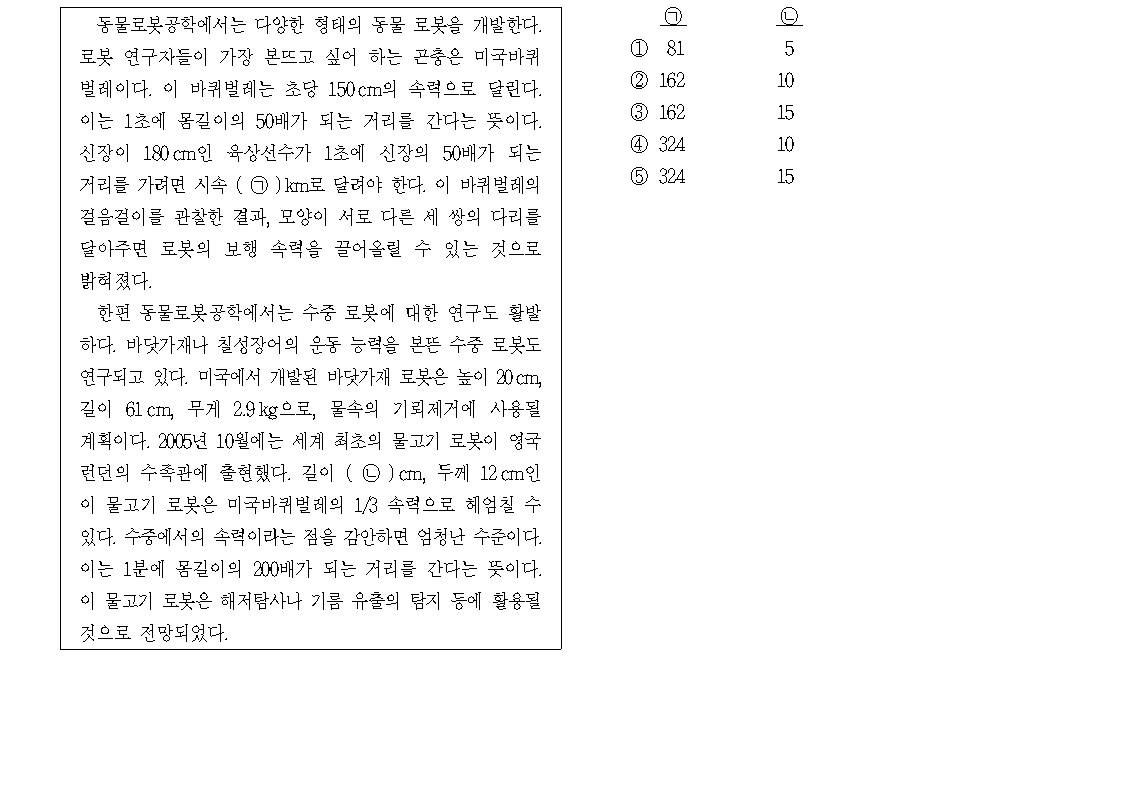 동물로봇공학에서는 다양한 형태의 동물 로봇을 개발한다.
로봇 연구자들이 가장 본뜨고 싶어 하는 곤충은 미국바퀴
벌레이다. 이 바퀴벌레는 초당 150cm의 속력으로 달린다.
이는 1초에 몸길이의 50배가 되는 거리를 간다는 뜻이다.
신장이 180cm인 육상선수가 1초에 신장의 50배가 되는
거리를 가려면 시속 ( ㉠ )km로 달려야 한다. 이 바퀴벌레의
걸음걸이를 관찰한 결과, 모양이 서로 다른 세 쌍의 다리를
달아주면 로봇의 보행 속력을 끌어올릴 수 있는 것으로
밝혀졌다.
한편 동물로봇공학에서는 수중 로봇에 대한 연구도 활발
하다. 바닷가재나 칠성장어의 운동 능력을 본뜬 수중 로봇도
연구되고 있다. 미국에서 개발된 바닷가재 로봇은 높이 20cm,
길이 61cm, 무게 2.9kg으로, 물속의 기뢰제거에 사용될
계획이다. 2005년 10월에는 세계 최초의 물고기 로봇이 영국
런던의 수족관에 출현했다. 길이 ( ㉡ )cm, 두께 12cm인
이 물고기 로봇은 미국바퀴벌레의 1/3 속력으로 헤엄칠 수
있다. 수중에서의 속력이라는 점을 감안하면 엄청난 수준이다.
이는 1분에 몸길이의 200배가 되는 거리를 간다는 뜻이다.
이 물고기 로봇은 해저탐사나 기름 유출의 탐지 등에 활용될
것으로 전망되었다.
㉠ ㉡
① 81 5
② 162 10
③ 162 15
④ 324 10
⑤ 324 15